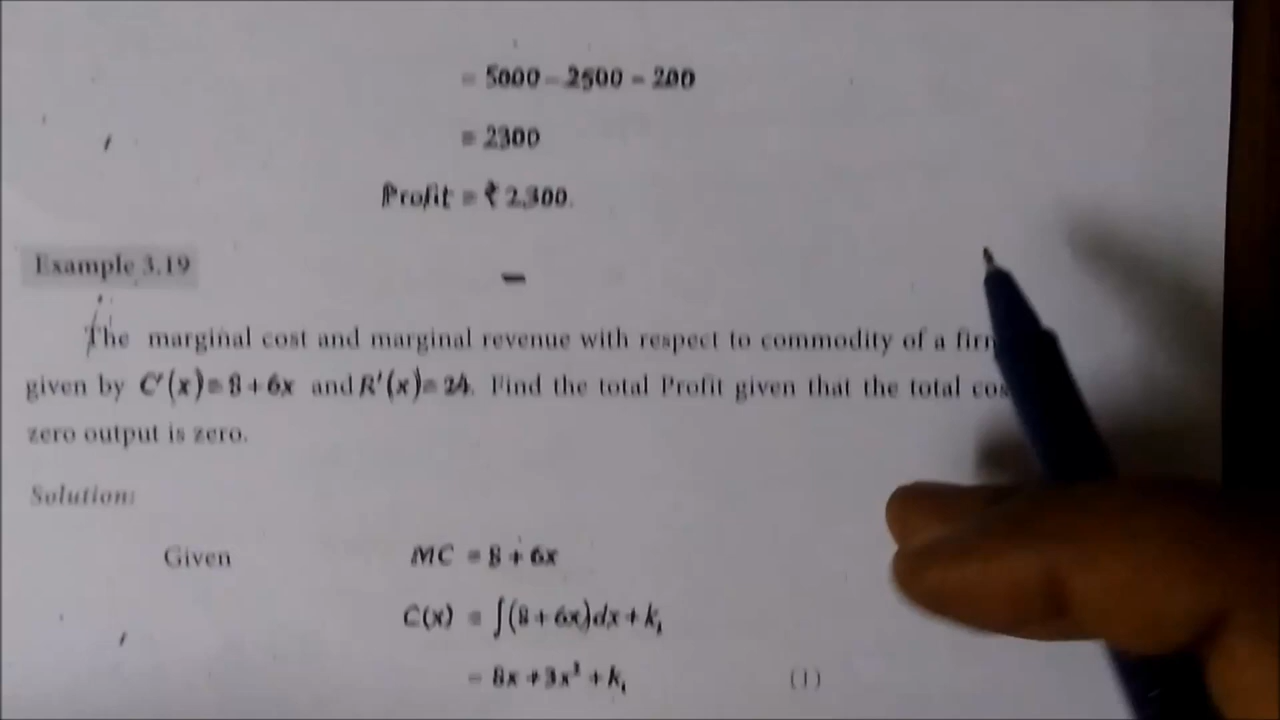 = 5000 – 2500 – 200
= 2300
Profit = ₹ 2,300.
Example 3.19
The marginal cost and marginal revenue with respect to commodity of a firm
given by C′(x)=8+6x and R′(x)=24. Find the total Profit given that the total cos
zero output is zero.
Solution:
Given MC = 8 + 6x
C(x) = ∫(8+6x)dx+k₁
= 8x+3x²+k₁ (1)